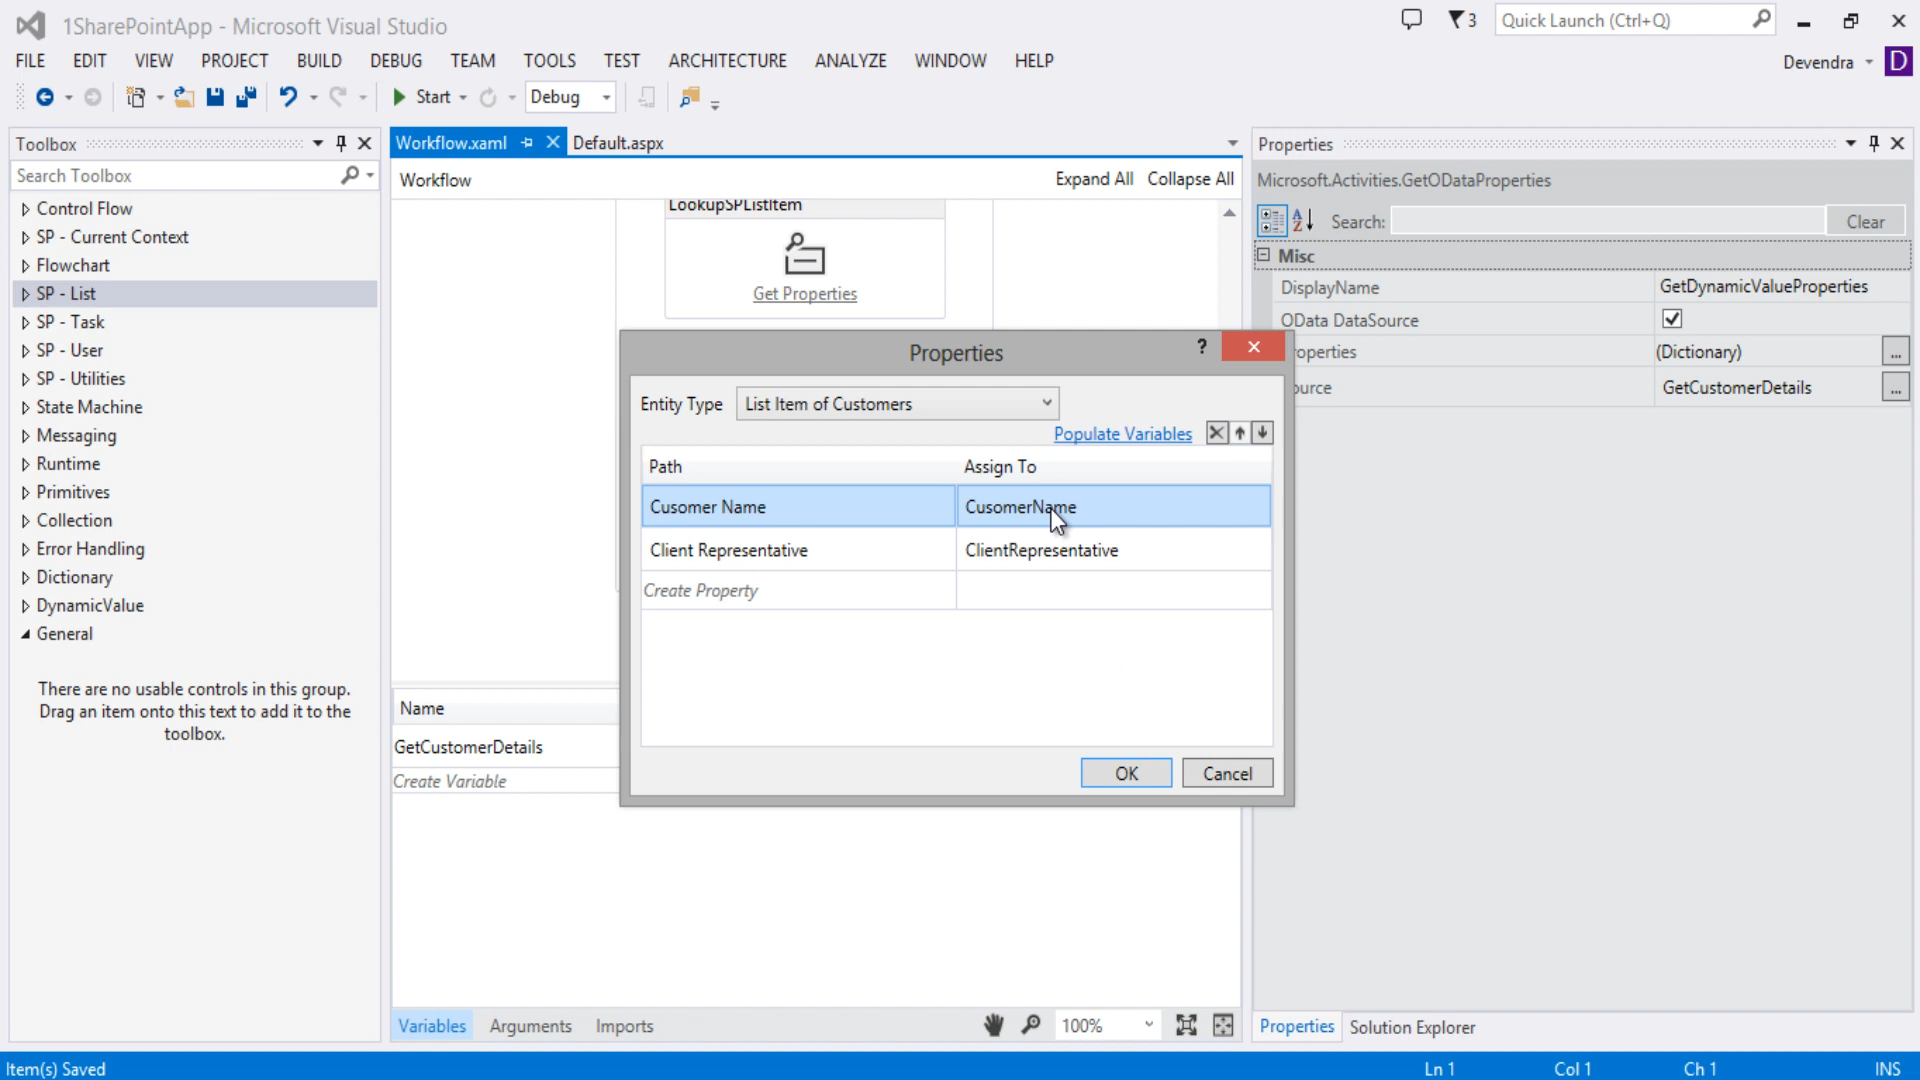 1SharePointApp - Microsoft Visual Studio
3
Quick Launch (Ctrl+Q)
FILE EDIT VIEW PROJECT BUILD DEBUG TEAM TOOLS TEST ARCHITECTURE ANALYZE WINDOW HELP
Devendra D
Start Debug
Toolbox
Search Toolbox
Control Flow
SP - Current Context
Flowchart
SP - List
SP - Task
SP - User
SP - Utilities
State Machine
Messaging
Runtime
Primitives
Collection
Error Handling
Dictionary
DynamicValue
General
There are no usable controls in this group.
Drag an item onto this text to add it to the
toolbox.
Workflow.xaml Default.aspx
Workflow Expand All Collapse All
LookupSPListItem
Get Properties
Properties ?
Entity Type List Item of Customers
Populate Variables
Path Assign To
Cusomer Name CusomerName
Client Representative ClientRepresentative
Create Property
OK Cancel
Name
GetCustomerDetails
Create Variable
Variables Arguments Imports 100%
Properties
Microsoft.Activities.GetODataProperties
Search: Clear
Misc
DisplayName GetDynamicValueProperties
OData DataSource
operties (Dictionary) ...
ource GetCustomerDetails ...
Properties Solution Explorer
Item(s) Saved Ln 1 Col 1 Ch 1 INS